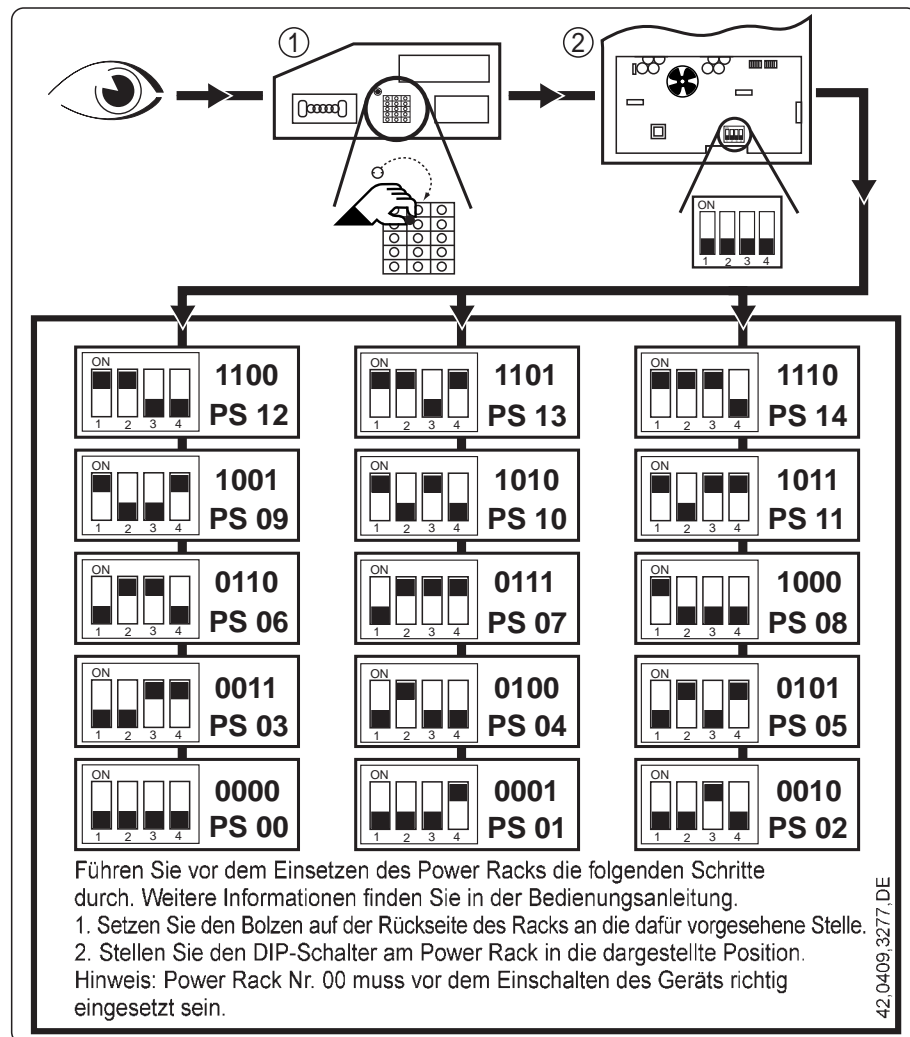 1
2
ON
1 2 3 4
ON
1 2 3 4
1100
PS 12
ON
1 2 3 4
1101
PS 13
ON
1 2 3 4
1110
PS 14
ON
1 2 3 4
1001
PS 09
ON
1 2 3 4
1010
PS 10
ON
1 2 3 4
1011
PS 11
ON
1 2 3 4
0110
PS 06
ON
1 2 3 4
0111
PS 07
ON
1 2 3 4
1000
PS 08
ON
1 2 3 4
0011
PS 03
ON
1 2 3 4
0100
PS 04
ON
1 2 3 4
0101
PS 05
ON
1 2 3 4
0000
PS 00
ON
1 2 3 4
0001
PS 01
ON
1 2 3 4
0010
PS 02
Führen Sie vor dem Einsetzen des Power Racks die folgenden Schritte
durch. Weitere Informationen finden Sie in der Bedienungsanleitung.
1. Setzen Sie den Bolzen auf der Rückseite des Racks an die dafür vorgesehene Stelle.
2. Stellen Sie den DIP-Schalter am Power Rack in die dargestellte Position.
Hinweis: Power Rack Nr. 00 muss vor dem Einschalten des Geräts richtig
eingesetzt sein.
42,0409,3277,DE